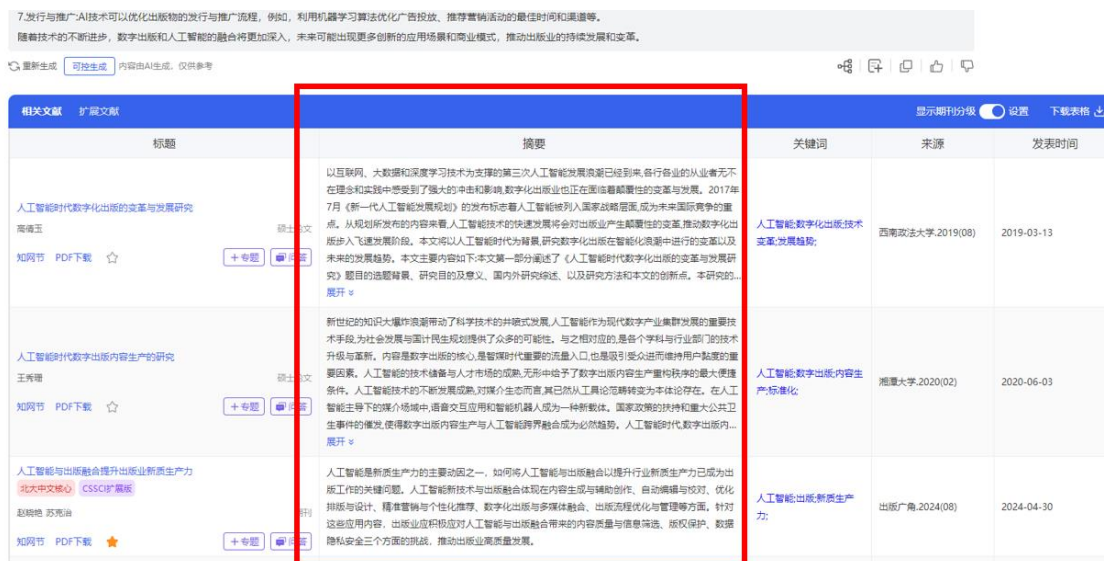 7.发行与推广:AI技术可以优化出版物的发行与推广流程，例如，利用机器学习算法优化广告投放、推荐营销活动的最佳时间和渠道等。
随着技术的不断进步，数字出版和人工智能的融合将更加深入，未来可能出现更多创新的应用场景和商业模式，推动出版业的持续发展和变革。
重新生成 可控生成 内容由AI生成，仅供参考
相关文献 扩展文献 显示期刊分级 设置 下载表格
标题 摘要 关键词 来源 发表时间
人工智能时代数字化出版的变革与发展研究
高倩玉 硕士 文
知网节 PDF下载 +专题 问答
以互联网、大数据和深度学习技术为支撑的第三次人工智能发展浪潮已经到来,各行各业的从业者无不
在理念和实践中感受到了强大的冲击和影响,数字化出版业也正在面临着颠覆性的变革与发展。2017年
7月《新一代人工智能发展规划》的发布标志着人工智能被列入国家战略层面,成为未来国际竞争的重
点。从规划所发布的内容来看,人工智能技术的快速发展将会对出版业产生颠覆性的变革,推动数字化出
版步入飞速发展阶段。本文将以人工智能时代为背景,研究数字化出版在智能化浪潮中进行的变革以及
未来的发展趋势。本文主要内容如下:本文第一部分阐述了《人工智能时代数字化出版的变革与发展研
究》题目的选题背景、研究目的及意义、国内外研究综述、以及研究方法和本文的创新点。本研究的...
展开
人工智能;数字化出版;技术
变革;发展趋势;
西南政法大学.2019(08)
2019-03-13
人工智能时代数字出版内容生产的研究
王秀珊 硕士 文
知网节 PDF下载 +专题 问答
新世纪的知识大爆炸浪潮带动了科学技术的井喷式发展,人工智能作为现代数字产业集群发展的重要技
术手段,为社会发展与国计民生规划提供了众多的可能性。与之相对应的,是各个学科与行业部门的技术
升级与革新。内容是数字出版的核心,是智媒时代重要的流量入口,也是吸引受众进而维持用户黏度的重
要因素。人工智能的技术储备与人才市场的成熟,无形中给予了数字出版内容生产重构秩序的最大便捷
条件。人工智能技术的不断发展成熟,对媒介生态而言,其已然从工具论范畴转变为本体论存在。在人工
智能主导下的媒介场域中,语音交互应用和智能机器人成为一种新载体。国家政策的扶持和重大公共卫
生事件的催发,使得数字出版内容生产与人工智能跨界融合成为必然趋势。人工智能时代,数字出版内...
展开
人工智能;数字出版;内容生
产;标准化;
湘潭大学.2020(02)
2020-06-03
人工智能与出版融合提升出版业新质生产力
北大中文核心 CSSCI扩展版
赵晓艳 苏亮治 刊
知网节 PDF下载 +专题 问答
人工智能是新质生产力的主要动因之一，如何将人工智能与出版融合以提升行业新质生产力已成为出
版工作的关键问题。人工智能新技术与出版融合体现在内容生成与辅助创作、自动编辑与校对、优化
排版与设计、精准营销与个性化推荐、数字化出版与多媒体融合、出版流程优化与管理等方面。针对
这些应用内容，出版业应积极应对人工智能与出版融合带来的内容质量与信息筛选、版权保护、数据
隐私安全三个方面的挑战，推动出版业高质量发展。
人工智能;出版;新质生产
力;
出版广角.2024(08)
2024-04-30